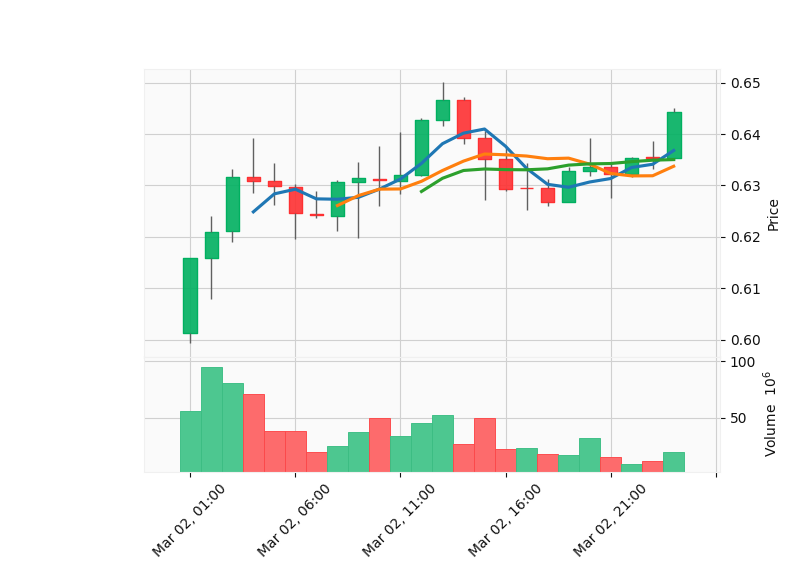 0.65
0.64
0.63
0.62
0.61
0.60
Price
100
50
Volume 10^6
Mar 02, 01:00
Mar 02, 06:00
Mar 02, 11:00
Mar 02, 16:00
Mar 02, 21:00